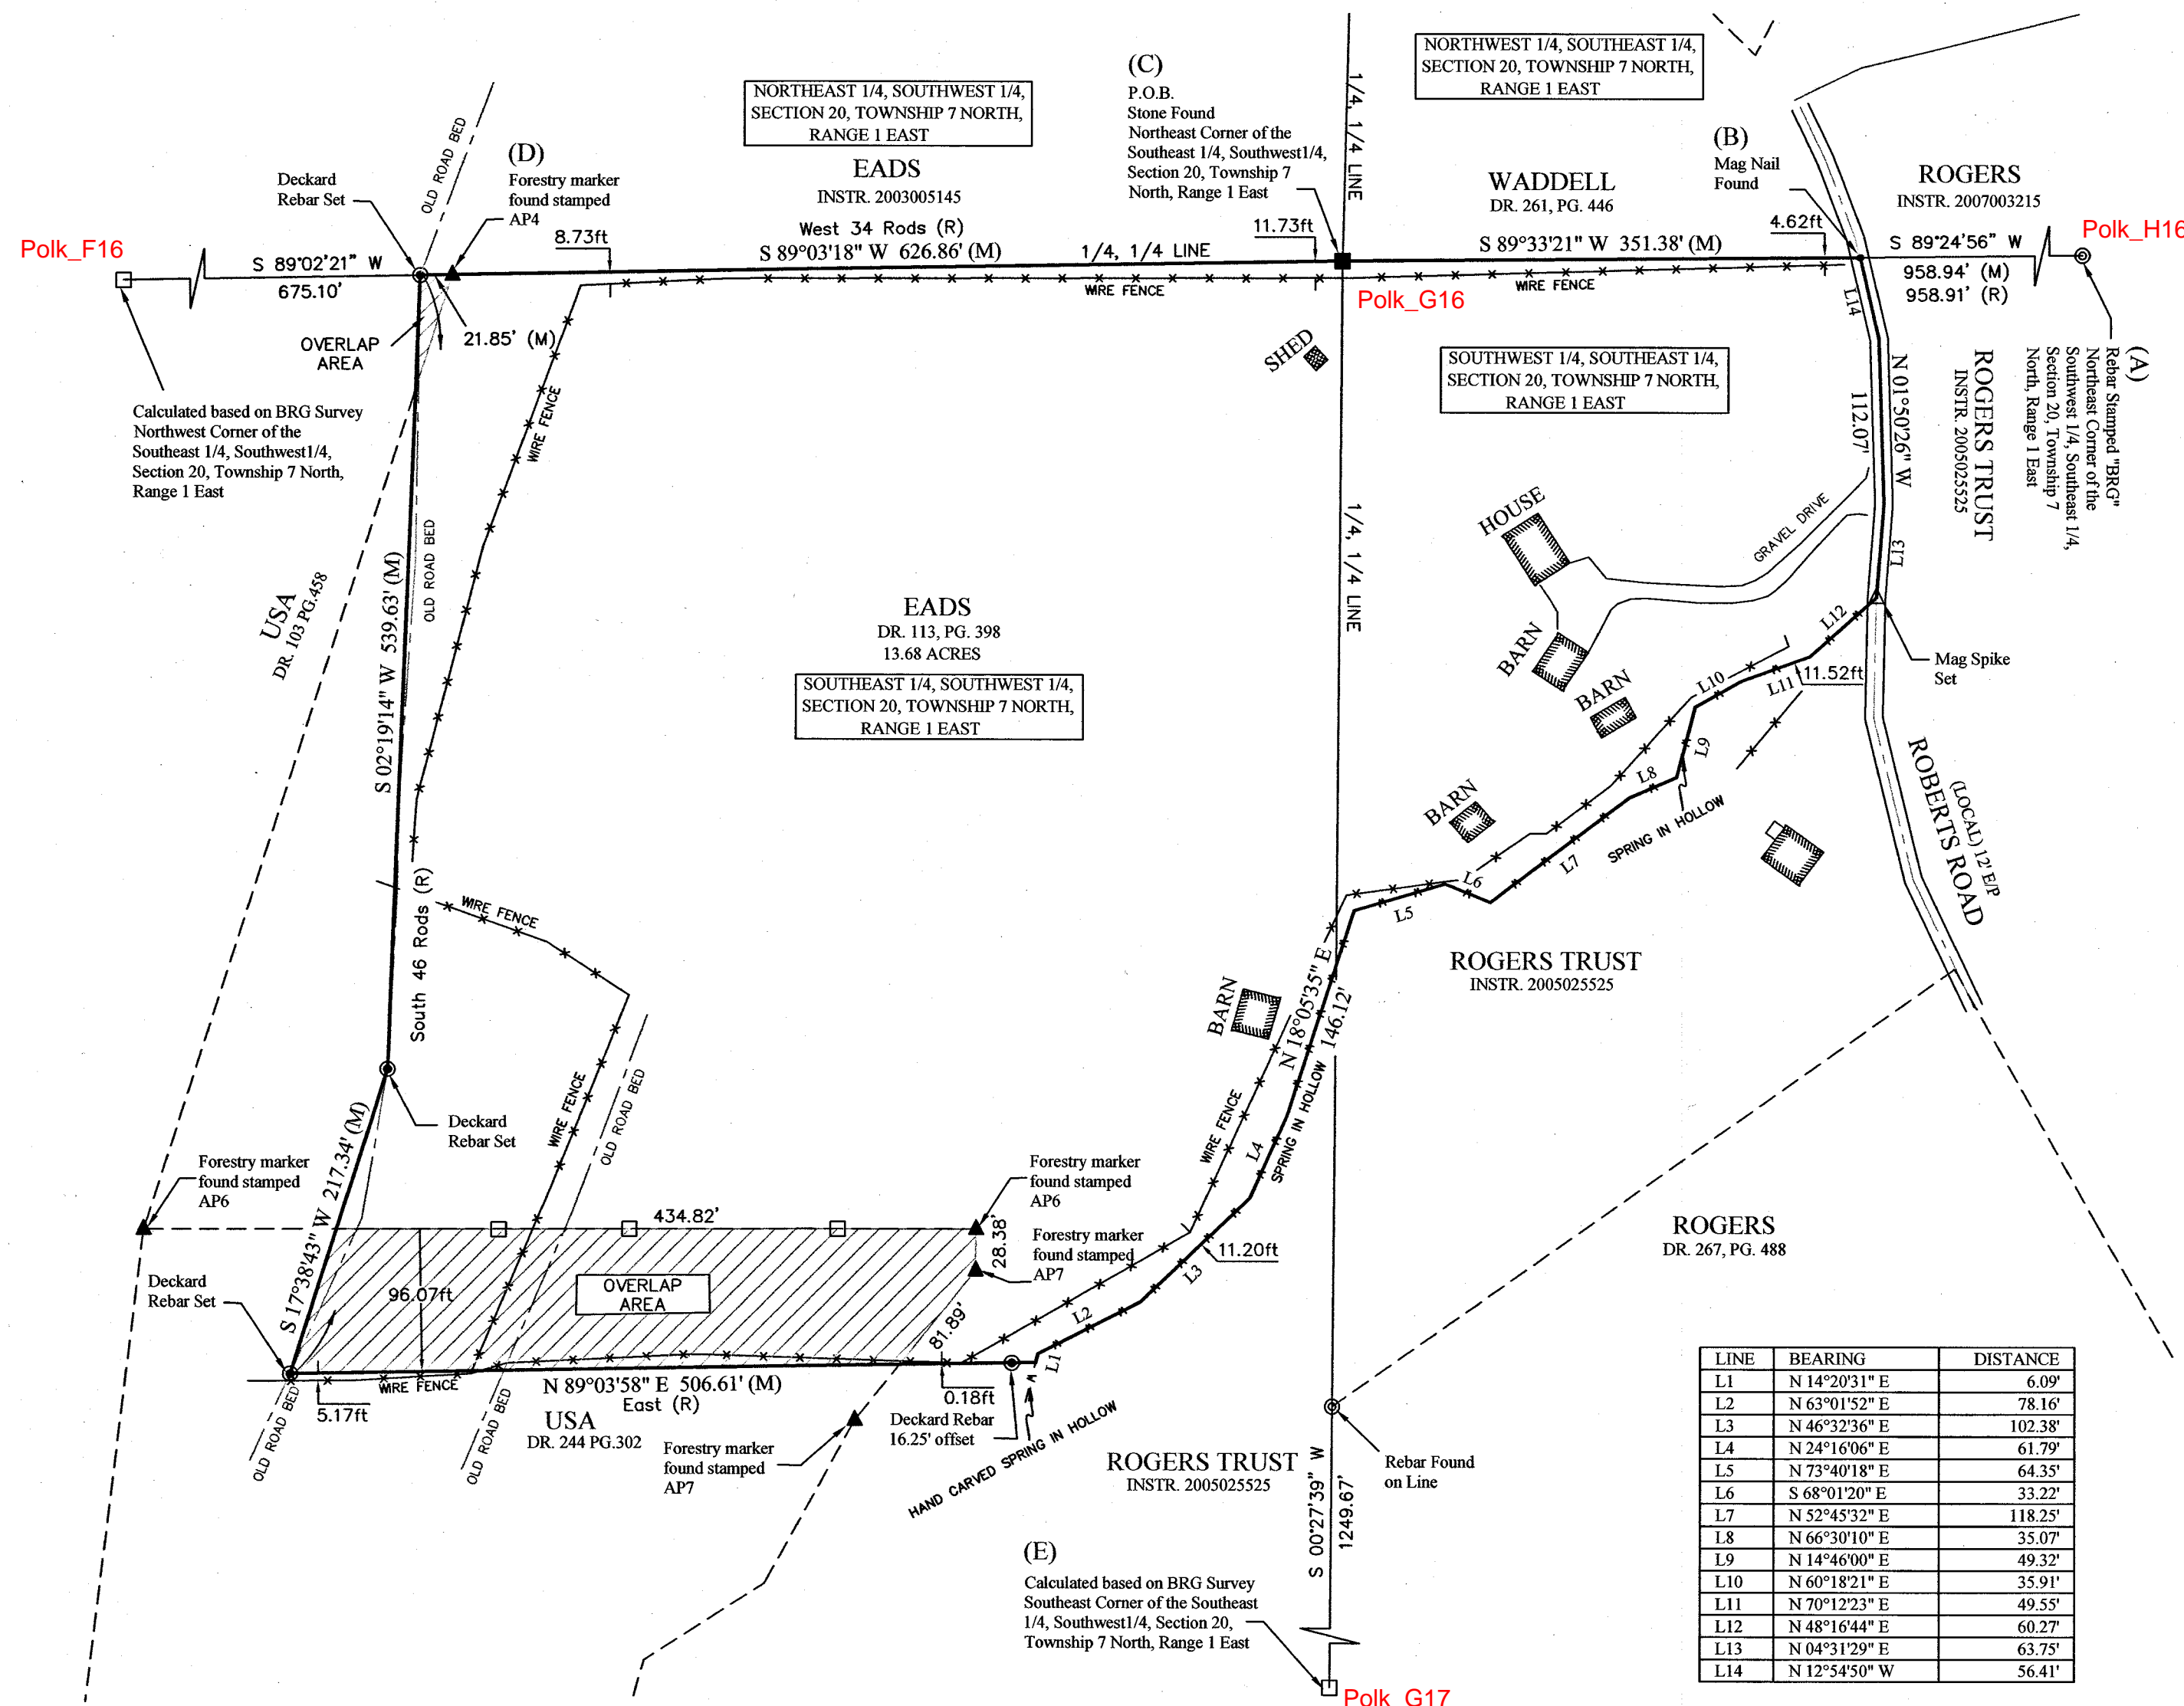 NORTHWEST 1/4, SOUTHEAST 1/4,
SECTION 20, TOWNSHIP 7 NORTH,
RANGE 1 EAST
(C)
P.O.B.
Stone Found
Northeast Corner of the
Southeast 1/4, Southwest1/4,
Section 20, Township 7
North, Range 1 East
1/4, 1/4 LINE
NORTHEAST 1/4, SOUTHWEST 1/4,
SECTION 20, TOWNSHIP 7 NORTH,
RANGE 1 EAST
EADS
INSTR. 2003005145
West 34 Rods (R)
S 89°03'18" W 626.86' (M)
1/4, 1/4 LINE
OLD ROAD BED
(D)
Forestry marker
found stamped
AP4
Deckard
Rebar Set
8.73ft
11.73ft
WADDELL
DR. 261, PG. 446
S 89°33'21" W 351.38' (M)
4.62ft
(B)
Mag Nail
Found
ROGERS
INSTR. 2007003215
Polk_F16
S 89°02'21" W
675.10'
S 89°24'56" W
958.94' (M)
958.91' (R)
Polk_H16
WIRE FENCE
WIRE FENCE
Polk_G16
L14
(A)
Rebar Stamped "BRG"
Northeast Corner of the
Southwest 1/4, Southeast 1/4,
Section 20, Township 7
North, Range 1 East
OVERLAP
AREA
21.85' (M)
SHED
SOUTHWEST 1/4, SOUTHEAST 1/4,
SECTION 20, TOWNSHIP 7 NORTH,
RANGE 1 EAST
N 01°50'26" W
112.07'
ROGERS TRUST
INSTR. 2005025525
Calculated based on BRG Survey
Northwest Corner of the
Southeast 1/4, Southwest1/4,
Section 20, Township 7 North,
Range 1 East
WIRE FENCE
USA
DR. 103 PG.458
S 02°19'14" W 539.63' (M)
OLD ROAD BED
South 46 Rods (R)
EADS
DR. 113, PG. 398
13.68 ACRES
SOUTHEAST 1/4, SOUTHWEST 1/4,
SECTION 20, TOWNSHIP 7 NORTH,
RANGE 1 EAST
1/4, 1/4 LINE
HOUSE
GRAVEL DRIVE
L13
BARN
BARN
L12
L11
11.52ft
L10
Mag Spike
Set
L9
L8
BARN
SPRING IN HOLLOW
L7
L6
L5
(LOCAL) 12' E/P
ROBERTS ROAD
WIRE FENCE
ROGERS TRUST
INSTR. 2005025525
BARN
N 18°05'35" E
146.12'
WIRE FENCE
SPRING IN HOLLOW
L4
WIRE FENCE
OLD ROAD BED
Deckard
Rebar Set
S 17°38'43" W 217.34' (M)
Forestry marker
found stamped
AP6
434.82'
Forestry marker
found stamped
AP6
28.38'
Forestry marker
found stamped
AP7
11.20ft
L3
L2
L1
ROGERS
DR. 267, PG. 488
Deckard
Rebar Set
96.07ft
OVERLAP
AREA
81.89'
WIRE FENCE
N 89°03'58" E 506.61' (M)
East (R)
5.17ft
OLD ROAD BED
OLD ROAD BED
USA
DR. 244 PG.302
0.18ft
Deckard Rebar
16.25' offset
Forestry marker
found stamped
AP7
HAND CARVED SPRING IN HOLLOW
ROGERS TRUST
INSTR. 2005025525
Rebar Found
on Line
S 00°27'39" W
1249.67'
(E)
Calculated based on BRG Survey
Southeast Corner of the Southeast
1/4, Southwest1/4, Section 20,
Township 7 North, Range 1 East
Polk_G17
LINE BEARING DISTANCE
L1 N 14°20'31" E 6.09'
L2 N 63°01'52" E 78.16'
L3 N 46°32'36" E 102.38'
L4 N 24°16'06" E 61.79'
L5 N 73°40'18" E 64.35'
L6 S 68°01'20" E 33.22'
L7 N 52°45'32" E 118.25'
L8 N 66°30'10" E 35.07'
L9 N 14°46'00" E 49.32'
L10 N 60°18'21" E 35.91'
L11 N 70°12'23" E 49.55'
L12 N 48°16'44" E 60.27'
L13 N 04°31'29" E 63.75'
L14 N 12°54'50" W 56.41'